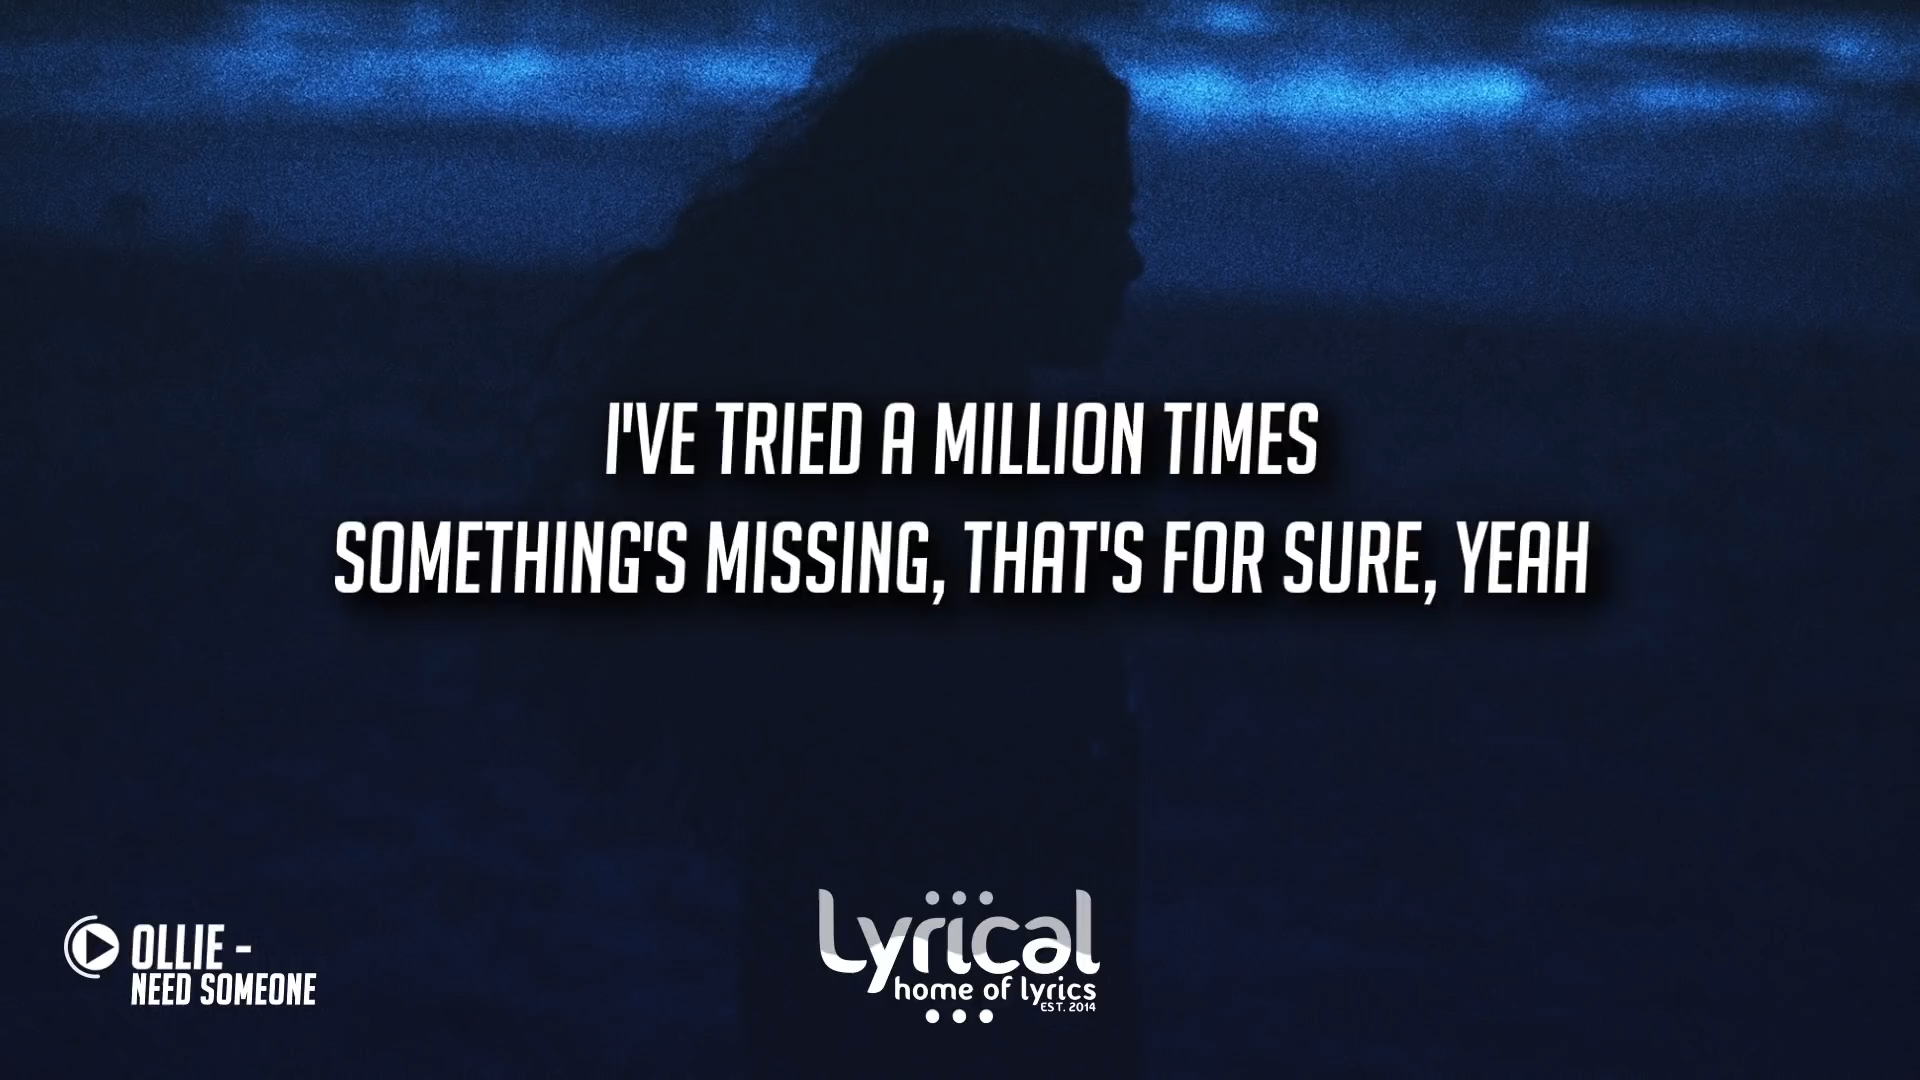 I'VE TRIED A MILLION TIMES
SOMETHING'S MISSING, THAT'S FOR SURE, YEAH
OLLIE -
NEED SOMEONE
Lyrical
home of lyrics
EST. 2014